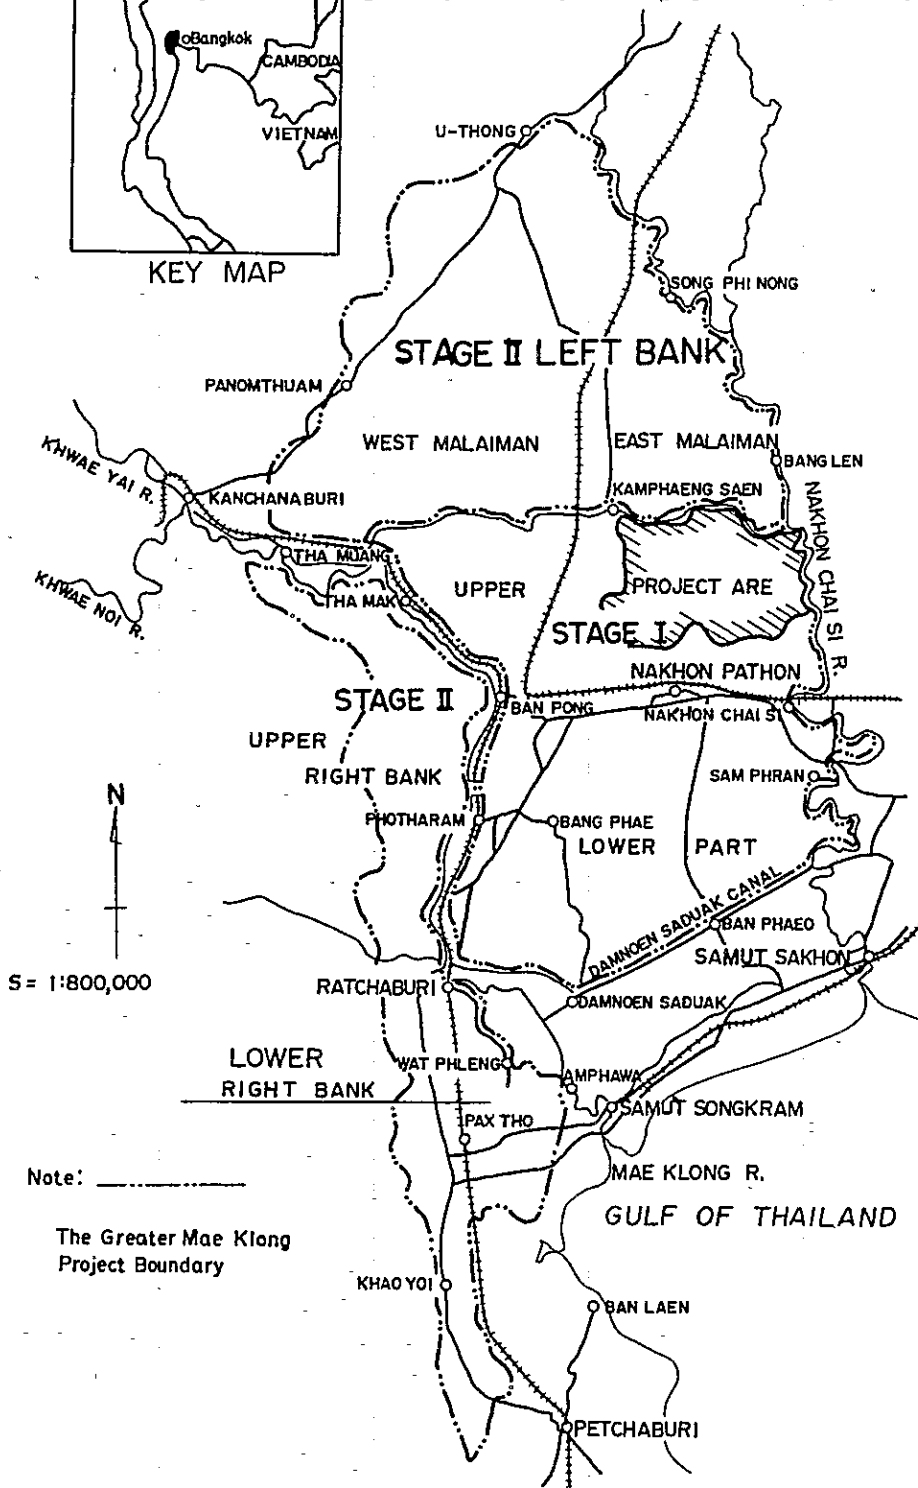 Bangkok
CAMBODIA
VIETNAM
KEY MAP
U-THONG
SONG PHI NONG
STAGE II LEFT BANK
PANOMTHUAM
WEST MALAIMAN
EAST MALAIMAN
BANG LEN
KHWAE YAI R.
KANCHANABURI
KAMPHAENG SAEN
NAKHON CHAI SI R.
THA MUANG
KHWAE NOI R.
THA MAK
UPPER
PROJECT ARE
STAGE I
NAKHON PATHON
STAGE II
BAN PONG
NAKHON CHAI SI
UPPER
RIGHT BANK
SAM PHRAN
N
PHOTHARAM
BANG PHAE
LOWER PART
DAMNOEN SADUAK CANAL
BAN PHAEO
SAMUT SAKHON
S= 1:800,000
RATCHABURI
DAMNOEN SADUAK
LOWER
RIGHT BANK
WAT PHLENG
AMPHAWA
SAMUT SONGKRAM
PAX THO
MAE KLONG R.
Note:
GULF OF THAILAND
The Greater Mae Klong
Project Boundary
KHAO YOI
BAN LAEN
PETCHABURI